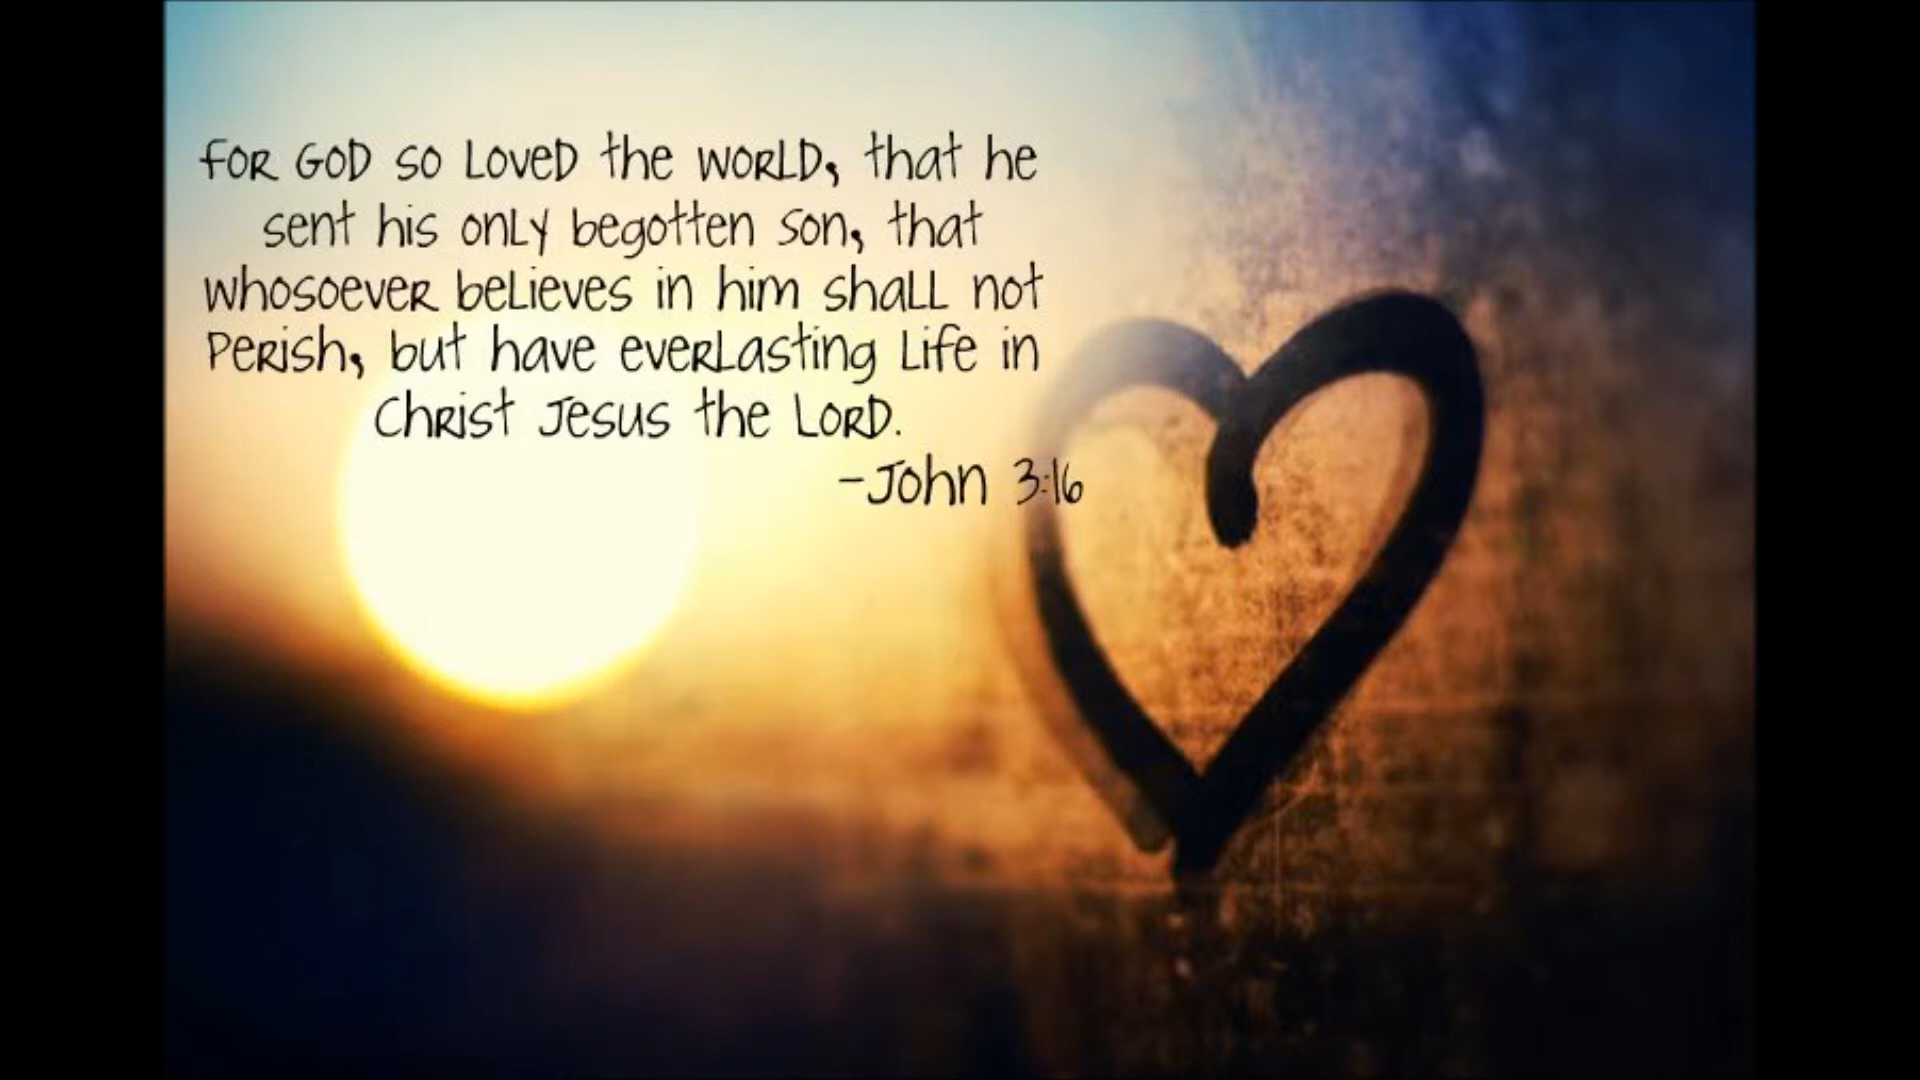 For God so loved the world, that he
sent his only begotten son, that
whosoever believes in him shall not
perish, but have everlasting life in
Christ Jesus the Lord.
-John 3:16